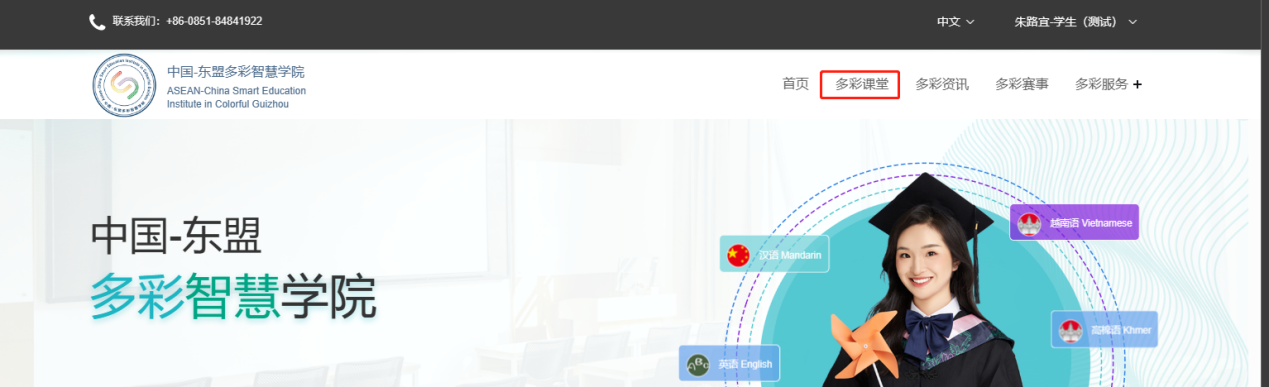 联系我们：+86-0851-84841922
中文
朱路宜-学生（测试）
中国-东盟多彩智慧学院
ASEAN-China Smart Education
Institute in Colorful Guizhou
首页 多彩课堂 多彩资讯 多彩赛事 多彩服务 +
中国-东盟
多彩智慧学院
越南语 Vietnamese
汉语 Mandarin
高棉语 Khmer
英语 English